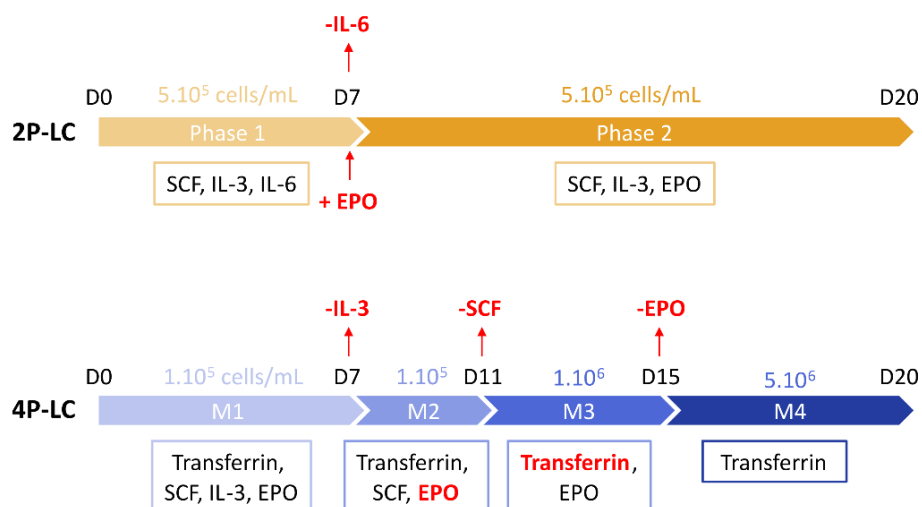 -IL-6
D0 5.10⁵ cells/mL D7 5.10⁵ cells/mL D20
2P-LC Phase 1 Phase 2
SCF, IL-3, IL-6 SCF, IL-3, EPO
+ EPO
-IL-3 -SCF -EPO
D0 1.10⁵ cells/mL D7 1.10⁵ D11 1.10⁶ D15 5.10⁶ D20
4P-LC M1 M2 M3 M4
Transferrin, Transferrin, Transferrin, Transferrin
SCF, IL-3, EPO SCF, EPO EPO